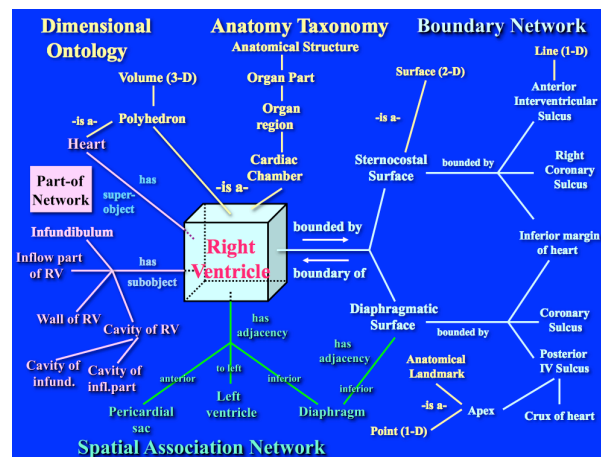 Dimensional
Ontology
Anatomy Taxonomy
Boundary Network
Anatomical Structure
Volume (3-D)
Organ Part
Surface (2-D)
Line (1-D)
-is a-
Polyhedron
Organ
region
-is a-
Anterior
Interventricular
Sulcus
Heart
Cardiac
Chamber
-is a-
Sternocostal
Surface
bounded by
Right
Coronary
Sulcus
Part-of
Network
has
super-
object
Infundibulum
Right
Ventricle
bounded by
boundary of
Inferior margin
of heart
Inflow part
of RV
has
subobject
Wall of RV
Cavity of RV
Diaphragmatic
Surface
bounded by
Coronary
Sulcus
has
adjacency
has
adjacency
Cavity of
infund.
Cavity of
infl.part
anterior
to left
inferior
inferior
Anatomical
Landmark
Posterior
IV Sulcus
-is a-
Pericardial
sac
Left
ventricle
Diaphragm
Apex
Crux of heart
Point (1-D)
Spatial Association Network